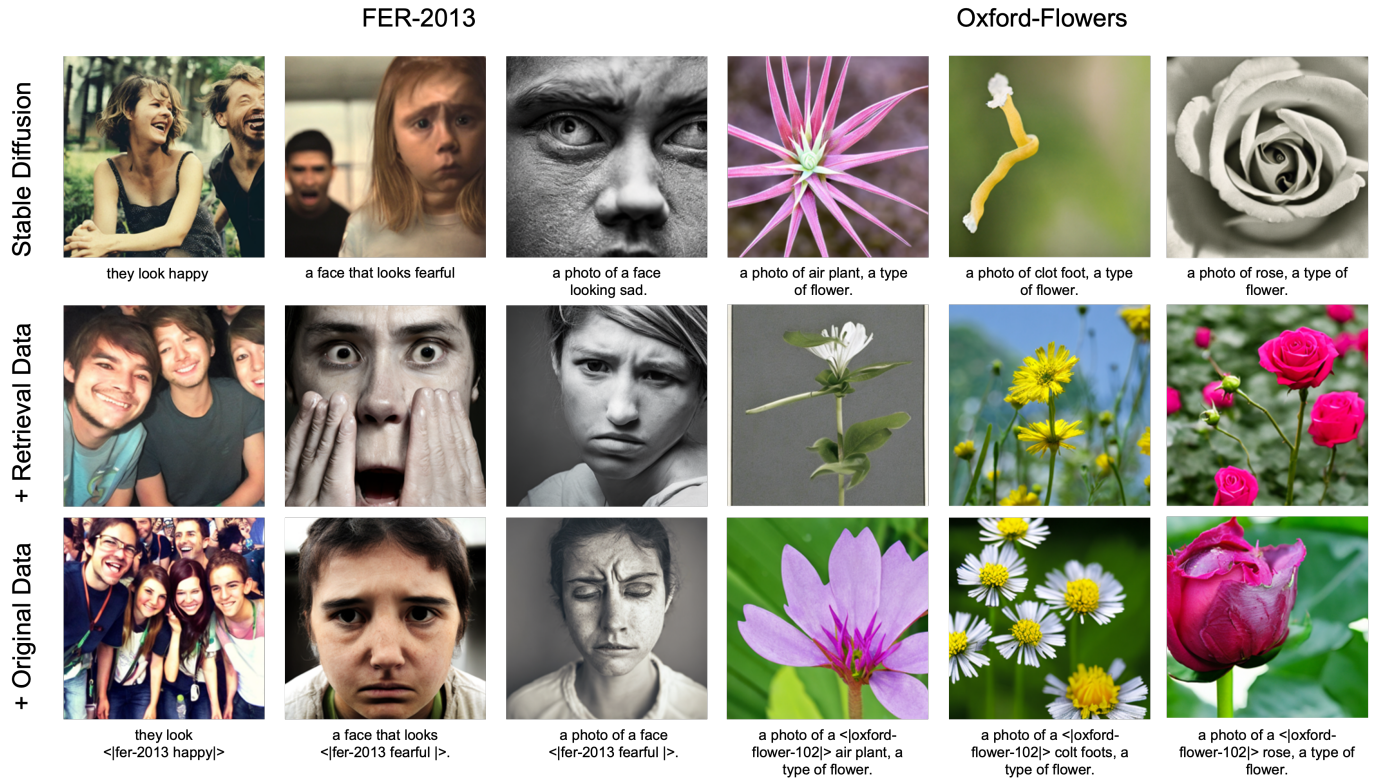 FER-2013
Oxford-Flowers
Stable Diffusion
they look happy
a face that looks fearful
a photo of a face
looking sad.
a photo of air plant, a type
of flower.
a photo of clot foot, a type
of flower.
a photo of rose, a type of
flower.
+ Retrieval Data
+ Original Data
they look
<|fer-2013 happy|>
a face that looks
<|fer-2013 fearful |>.
a photo of a face
<|fer-2013 fearful |>.
a photo of a <|oxford-
flower-102|> air plant, a
type of flower.
a photo of a <|oxford-
flower-102|> colt foots, a
type of flower.
a photo of a <|oxford-
flower-102|> rose, a type of
flower.